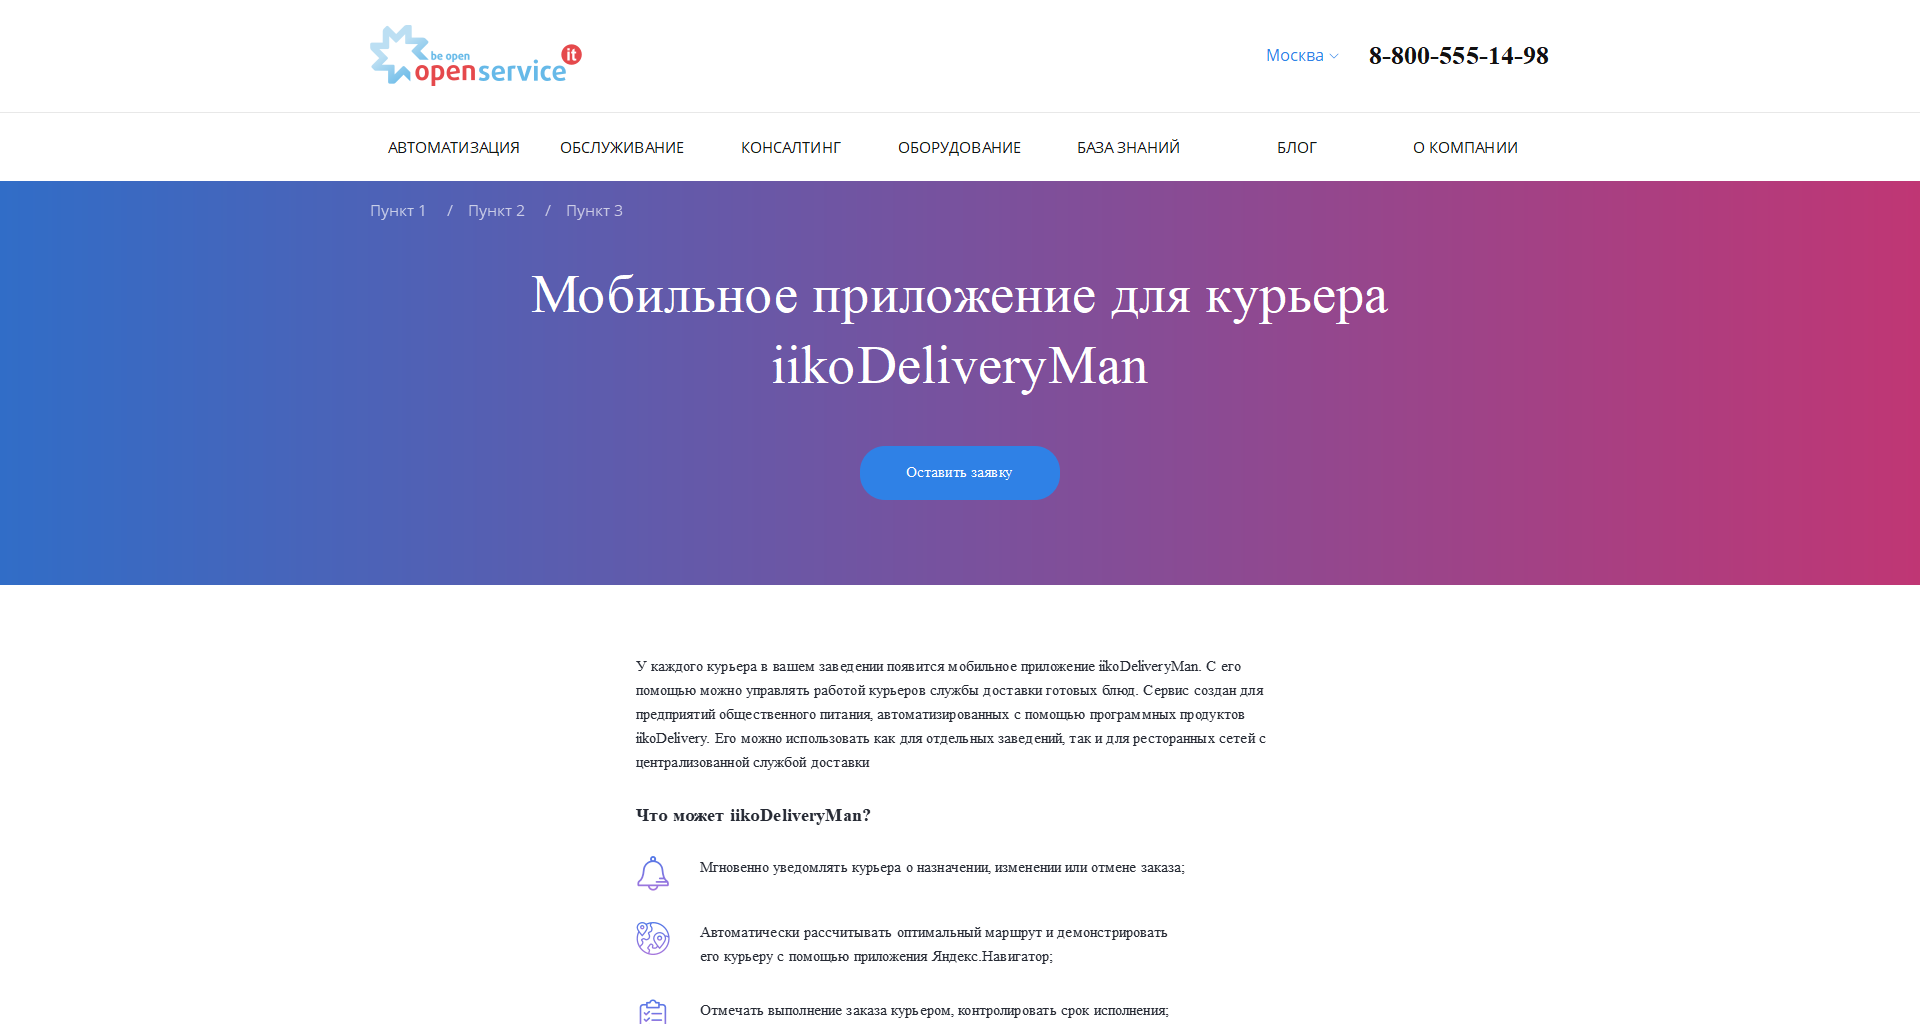 be open
openservice it
Москва
8-800-555-14-98
АВТОМАТИЗАЦИЯ
ОБСЛУЖИВАНИЕ
КОНСАЛТИНГ
ОБОРУДОВАНИЕ
БАЗА ЗНАНИЙ
БЛОГ
О КОМПАНИИ
Пункт 1 / Пункт 2 / Пункт 3
Мобильное приложение для курьера
iikoDeliveryMan
Оставить заявку
У каждого курьера в вашем заведении появится мобильное приложение iikoDeliveryMan. С его
помощью можно управлять работой курьеров службы доставки готовых блюд. Сервис создан для
предприятий общественного питания, автоматизированных с помощью программных продуктов
iikoDelivery. Его можно использовать как для отдельных заведений, так и для ресторанных сетей с
централизованной службой доставки
Что может iikoDeliveryMan?
Мгновенно уведомлять курьера о назначении, изменении или отмене заказа;
Автоматически рассчитывать оптимальный маршрут и демонстрировать
его курьеру с помощью приложения Яндекс.Навигатор;
Отмечать выполнение заказа курьером, контролировать срок исполнения;